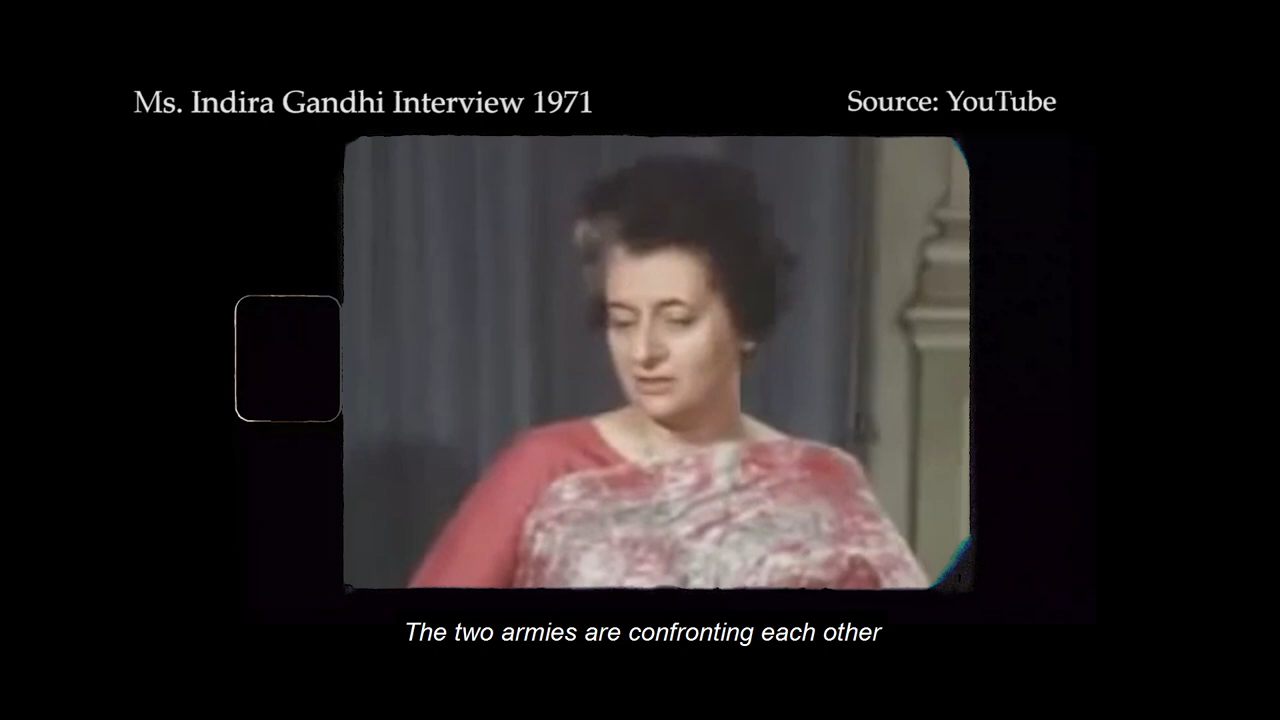 Ms. Indira Gandhi Interview 1971
Source: YouTube
The two armies are confronting each other